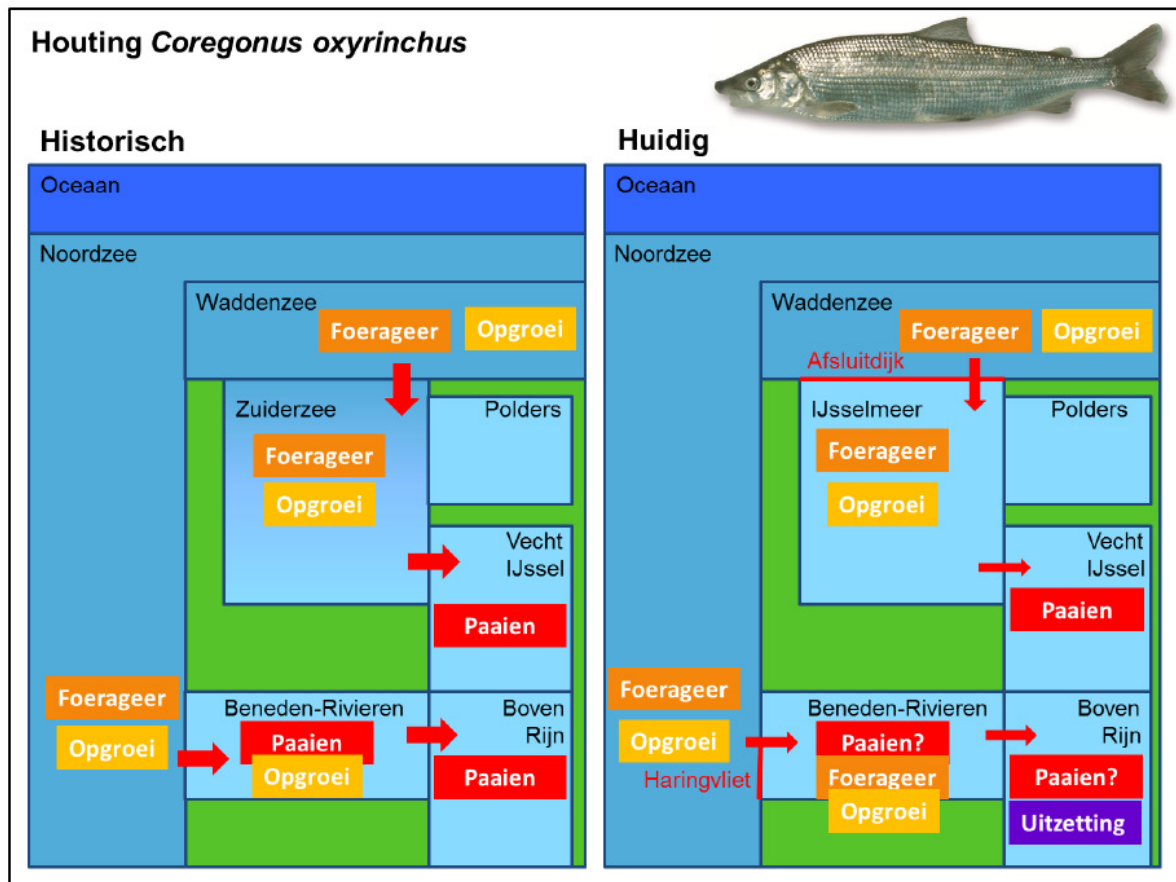 Houting Coregonus oxyrinchus
Historisch
Oceaan
Noordzee
Waddenzee
Foerageer
Opgroei
Zuiderzee
Polders
Foerageer
Opgroei
Vecht
IJssel
Paaien
Foerageer
Opgroei
Beneden-Rivieren
Paaien
Opgroei
Boven
Rijn
Paaien
Huidig
Oceaan
Noordzee
Waddenzee
Foerageer
Opgroei
Afsluitdijk
IJsselmeer
Polders
Foerageer
Opgroei
Vecht
IJssel
Paaien
Foerageer
Opgroei
Haringvliet
Beneden-Rivieren
Paaien?
Foerageer
Opgroei
Boven
Rijn
Paaien?
Uitzetting